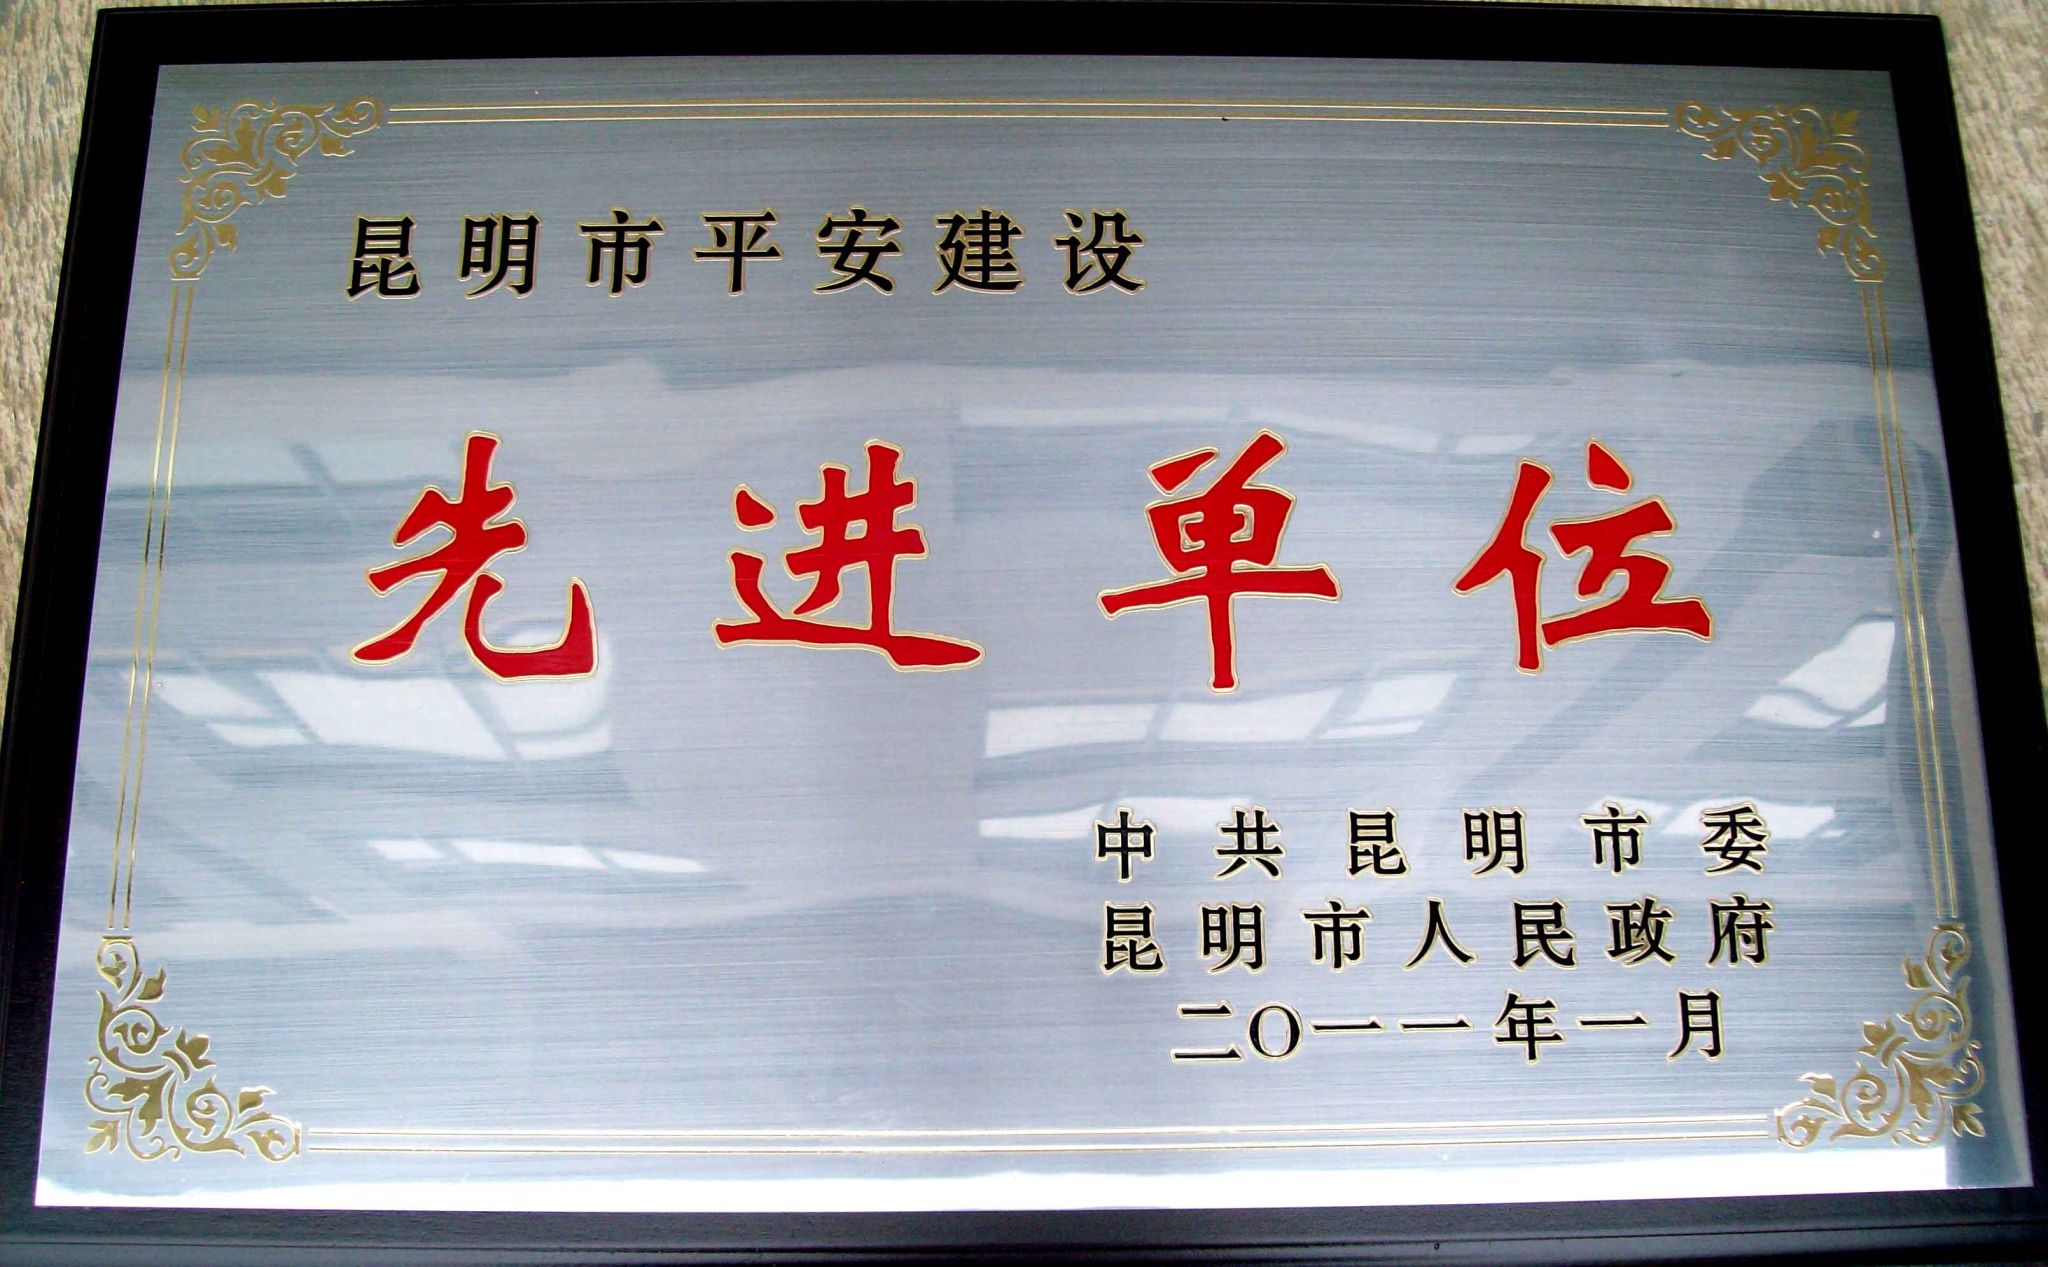 昆明市平安建设
先进单位
中共昆明市委
昆明市人民政府
二〇一一年一月